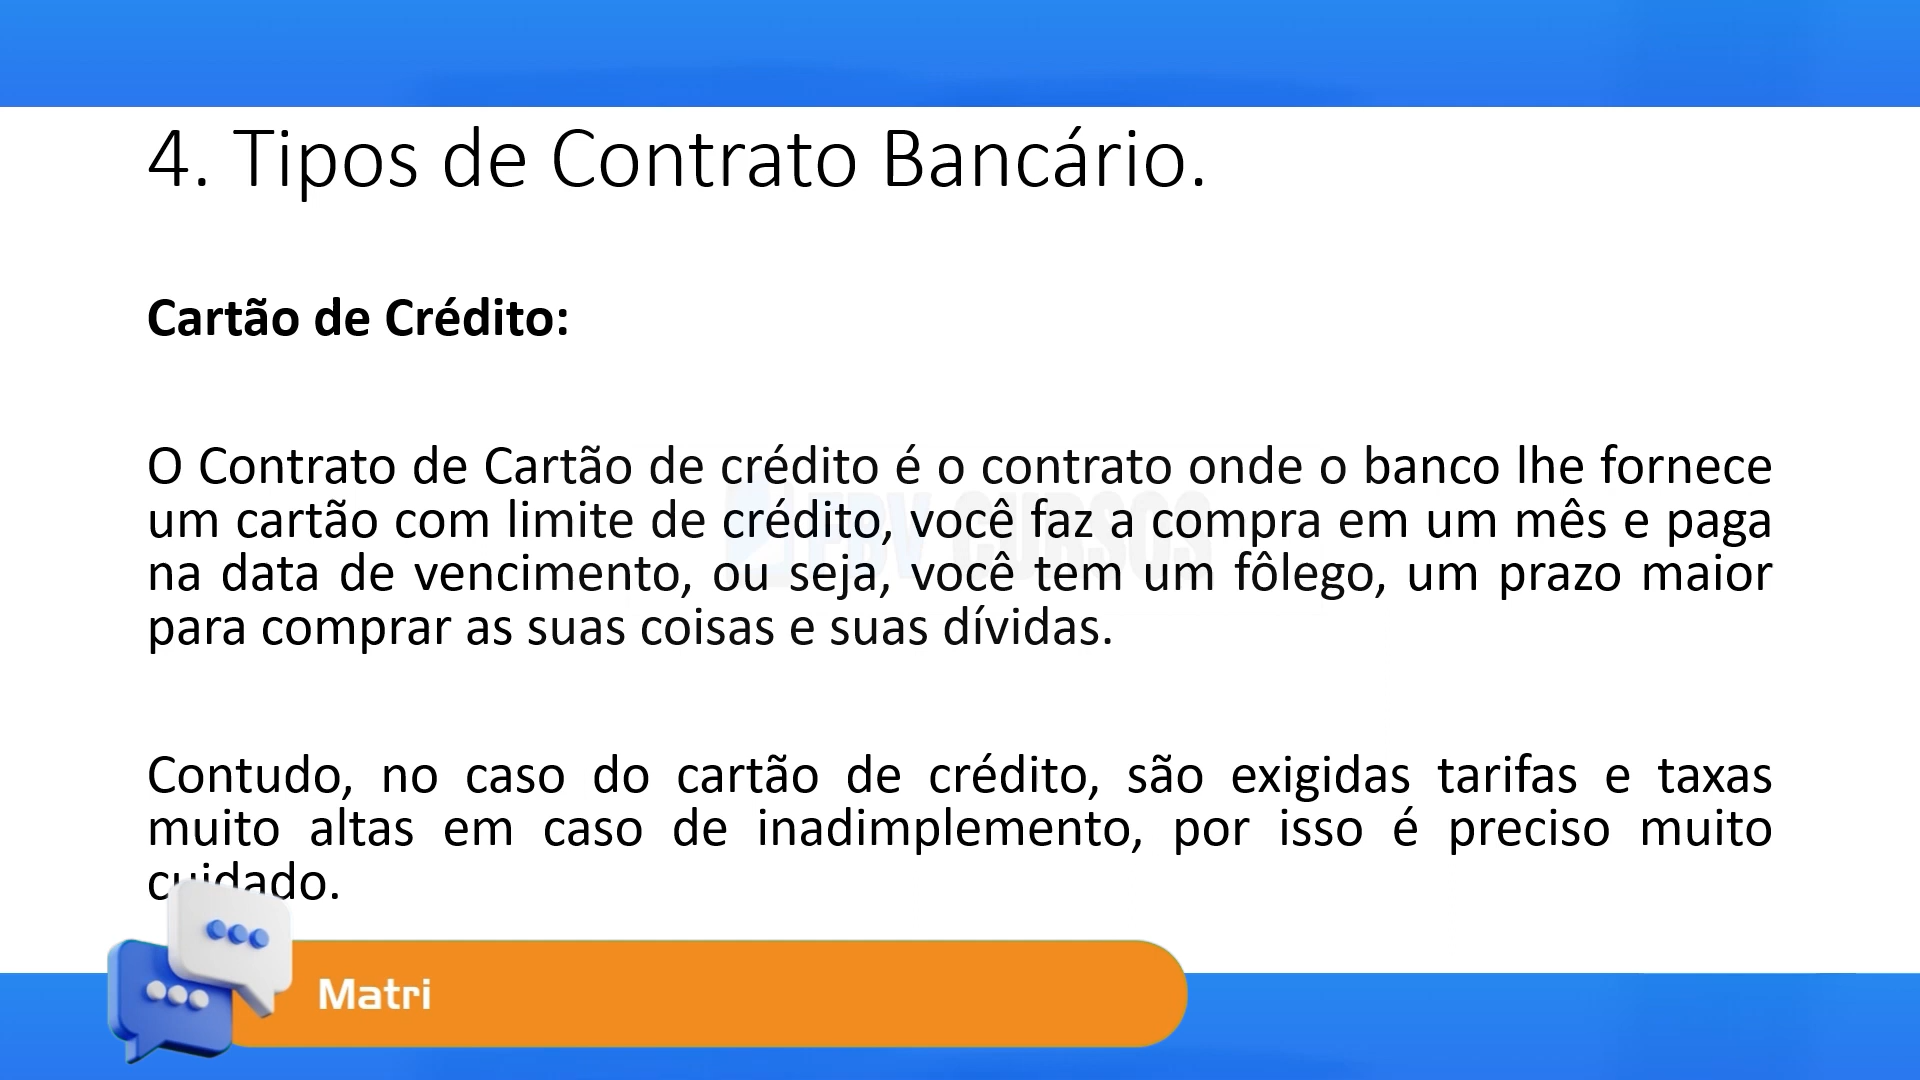 4. Tipos de Contrato Bancário.
Cartão de Crédito:
O Contrato de Cartão de crédito é o contrato onde o banco lhe fornece
um cartão com limite de crédito, você faz a compra em um mês e paga
na data de vencimento, ou seja, você tem um fôlego, um prazo maior
para comprar as suas coisas e suas dívidas.
Contudo, no caso do cartão de crédito, são exigidas tarifas e taxas
muito altas em caso de inadimplemento, por isso é preciso muito
cuidado.
Matri